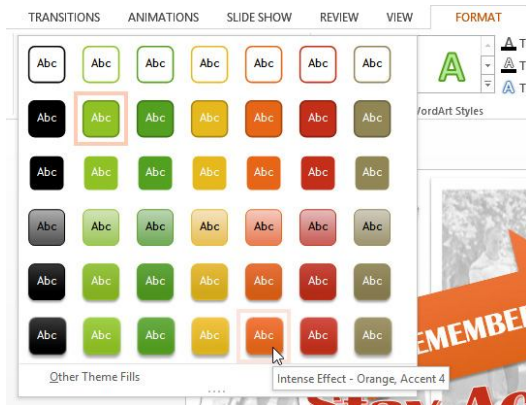 TRANSITIONS ANIMATIONS SLIDE SHOW REVIEW VIEW FORMAT
Abc Abc Abc Abc Abc Abc Abc
A T
A T
A T
A
WordArt Styles
Abc Abc Abc Abc Abc Abc Abc
Abc Abc Abc Abc Abc Abc Abc
Abc Abc Abc Abc Abc Abc Abc
Abc Abc Abc Abc Abc Abc Abc
Abc Abc Abc Abc Abc Abc Abc
EMEMBE
Other Theme Fills
Intense Effect - Orange, Accent 4